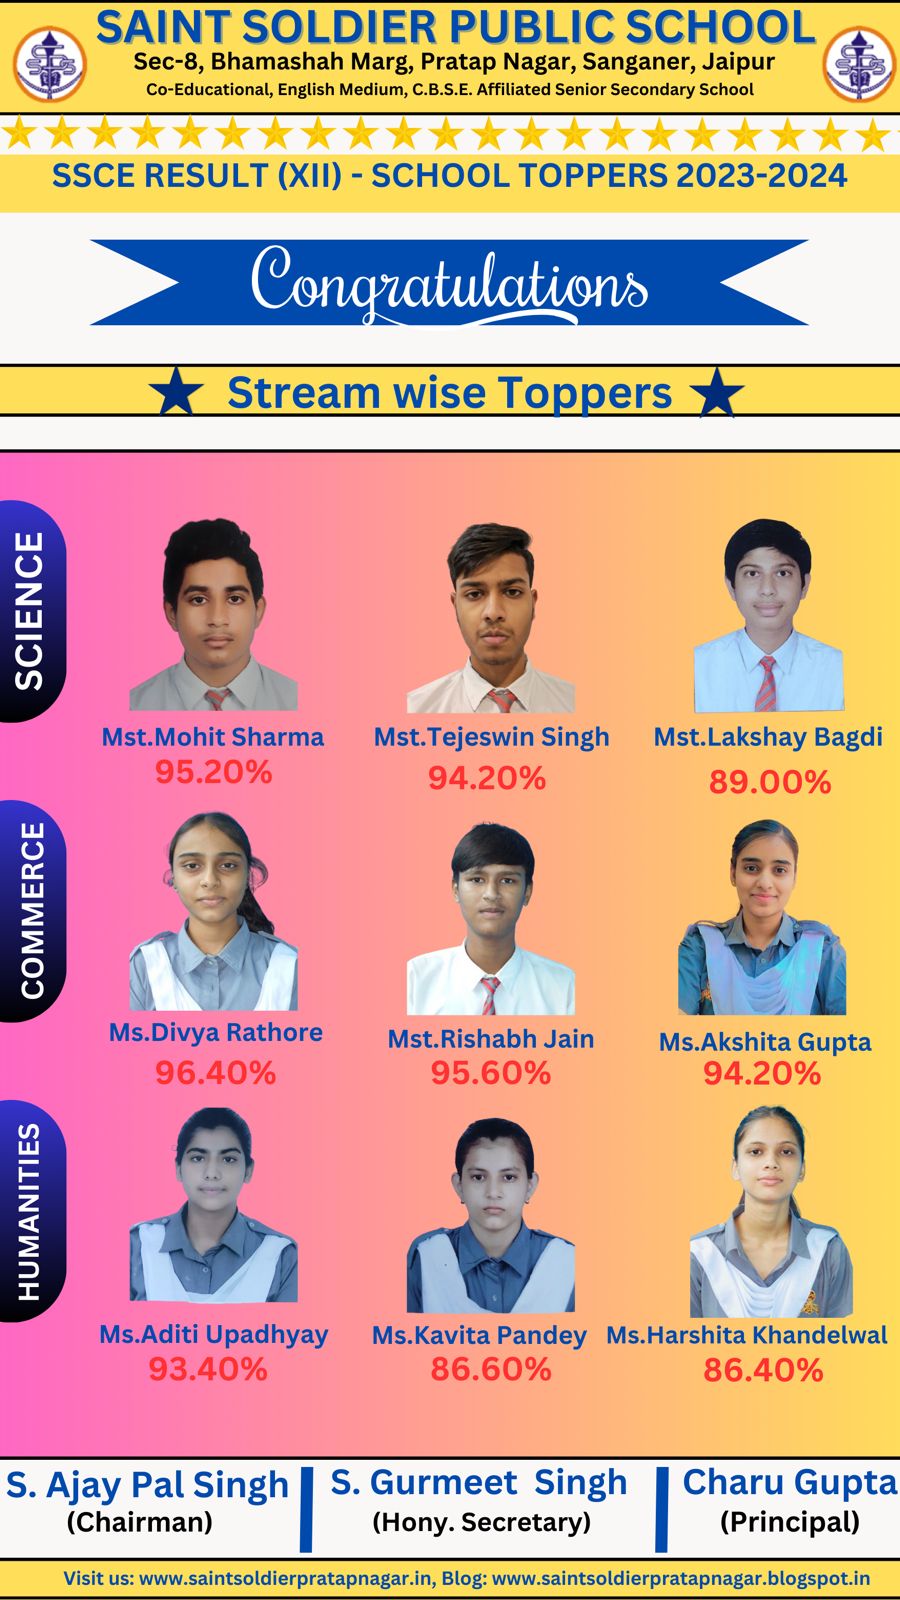 SAINT SOLDIER PUBLIC SCHOOL
Sec-8, Bhamashah Marg, Pratap Nagar, Sanganer, Jaipur
Co-Educational, English Medium, C.B.S.E. Affiliated Senior Secondary School
SSCE RESULT (XII) - SCHOOL TOPPERS 2023-2024
Congratulations
Stream wise Toppers
SCIENCE
Mst.Mohit Sharma
95.20%
Mst.Tejeswin Singh
94.20%
Mst.Lakshay Bagdi
89.00%
COMMERCE
Ms.Divya Rathore
96.40%
Mst.Rishabh Jain
95.60%
Ms.Akshita Gupta
94.20%
HUMANITIES
Ms.Aditi Upadhyay
93.40%
Ms.Kavita Pandey
86.60%
Ms.Harshita Khandelwal
86.40%
S. Ajay Pal Singh
(Chairman)
S. Gurmeet Singh
(Hony. Secretary)
Charu Gupta
(Principal)
Visit us: www.saintsoldierpratapnagar.in, Blog: www.saintsoldierpratapnagar.blogspot.in